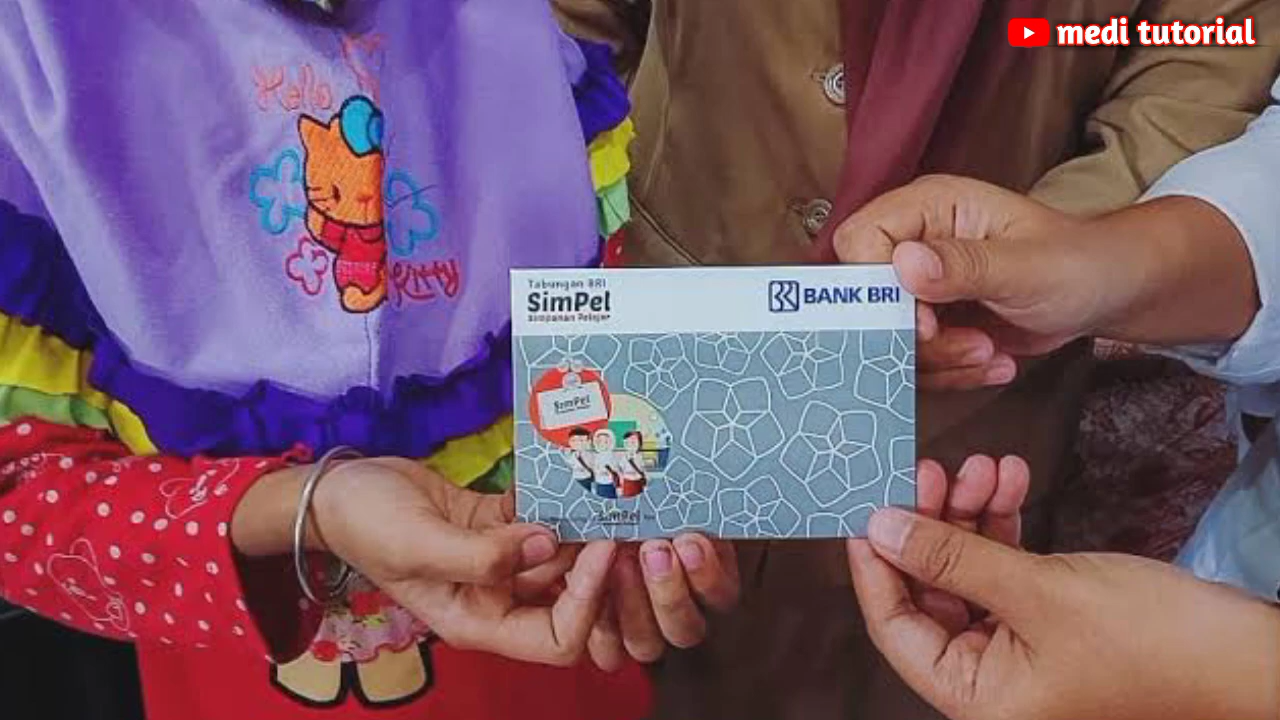 medi tutorial
Hello
Kitty
Tabungan BRI
SimPel
Simpanan Pelajar
BANK BRI
SimPel
SimPel